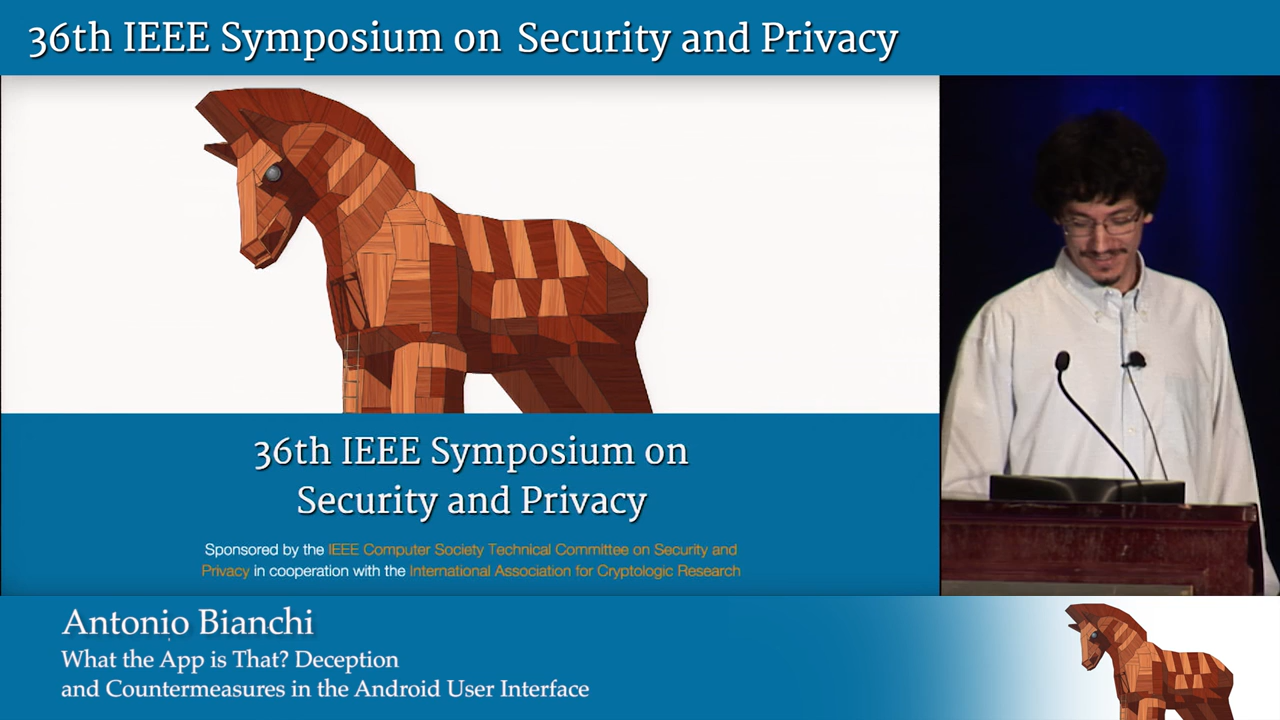 36th IEEE Symposium on Security and Privacy
36th IEEE Symposium on
Security and Privacy
Sponsored by the IEEE Computer Society Technical Committee on Security and
Privacy in cooperation with the International Association for Cryptologic Research
Antonio Bianchi
What the App is That? Deception
and Countermeasures in the Android User Interface